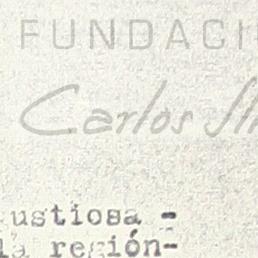 FUNDACI
Carlos Sli
ustiosa -
la región-